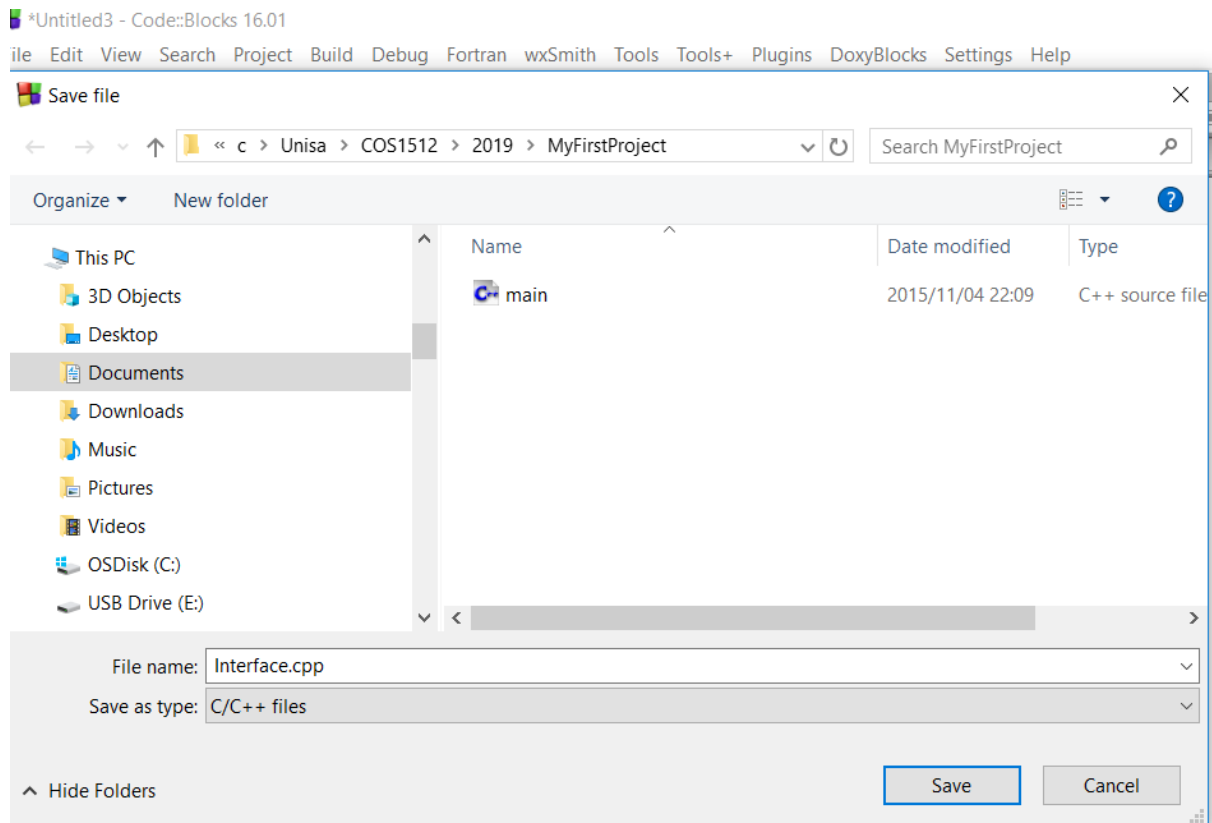 *Untitled3 - Code::Blocks 16.01
ile Edit View Search Project Build Debug Fortran wxSmith Tools Tools+ Plugins DoxyBlocks Settings Help
Save file
« c > Unisa > COS1512 > 2019 > MyFirstProject
Search MyFirstProject
Organize
New folder
?
This PC
3D Objects
Desktop
Documents
Downloads
Music
Pictures
Videos
OSDisk (C:)
USB Drive (E:)
Name Date modified Type
main 2015/11/04 22:09 C++ source file
File name: Interface.cpp
Save as type: C/C++ files
Hide Folders
Save
Cancel